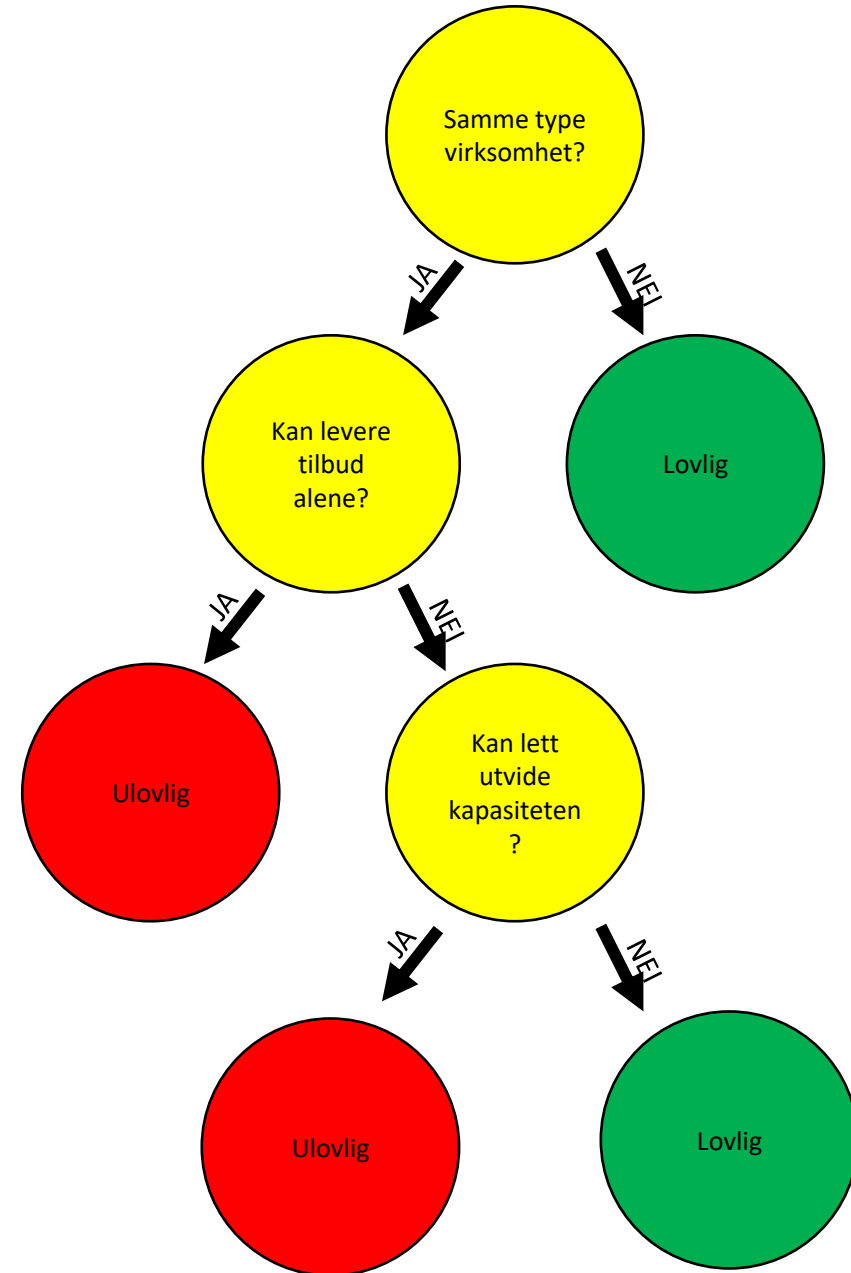 Samme type
virksomhet?
JA
NEI
Kan levere
tilbud
alene?
Lovlig
JA
NEI
Ulovlig
Kan lett
utvide
kapasiteten
?
JA
NEI
Ulovlig
Lovlig